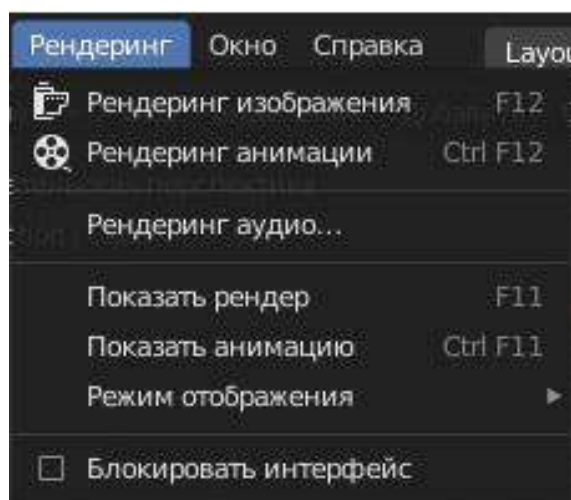 Рендеринг Окно Справка Layou
Рендеринг изображения F12
Рендеринг анимации Ctrl F12
Рендеринг аудио...
Показать рендер F11
Показать анимацию Ctrl F11
Режим отображения
Блокировать интерфейс